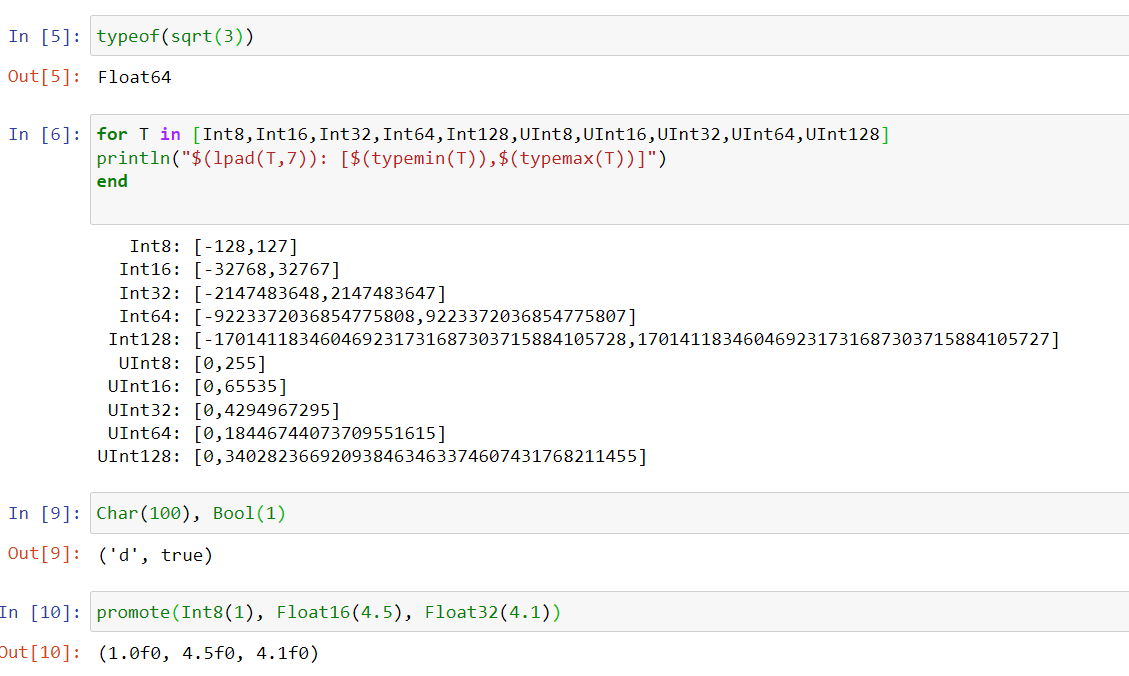 In [5]: typeof(sqrt(3))
Out[5]: Float64
In [6]: for T in [Int8,Int16,Int32,Int64,Int128,UInt8,UInt16,UInt32,UInt64,UInt128]
println("$(lpad(T,7)): [$(typemin(T)),$(typemax(T))]")
end
Int8: [-128,127]
Int16: [-32768,32767]
Int32: [-2147483648,2147483647]
Int64: [-9223372036854775808,9223372036854775807]
Int128: [-170141183460469231731687303715884105728,170141183460469231731687303715884105727]
UInt8: [0,255]
UInt16: [0,65535]
UInt32: [0,4294967295]
UInt64: [0,18446744073709551615]
UInt128: [0,340282366920938463463374607431768211455]
In [9]: Char(100), Bool(1)
Out[9]: ('d', true)
In [10]: promote(Int8(1), Float16(4.5), Float32(4.1))
Out[10]: (1.0f0, 4.5f0, 4.1f0)